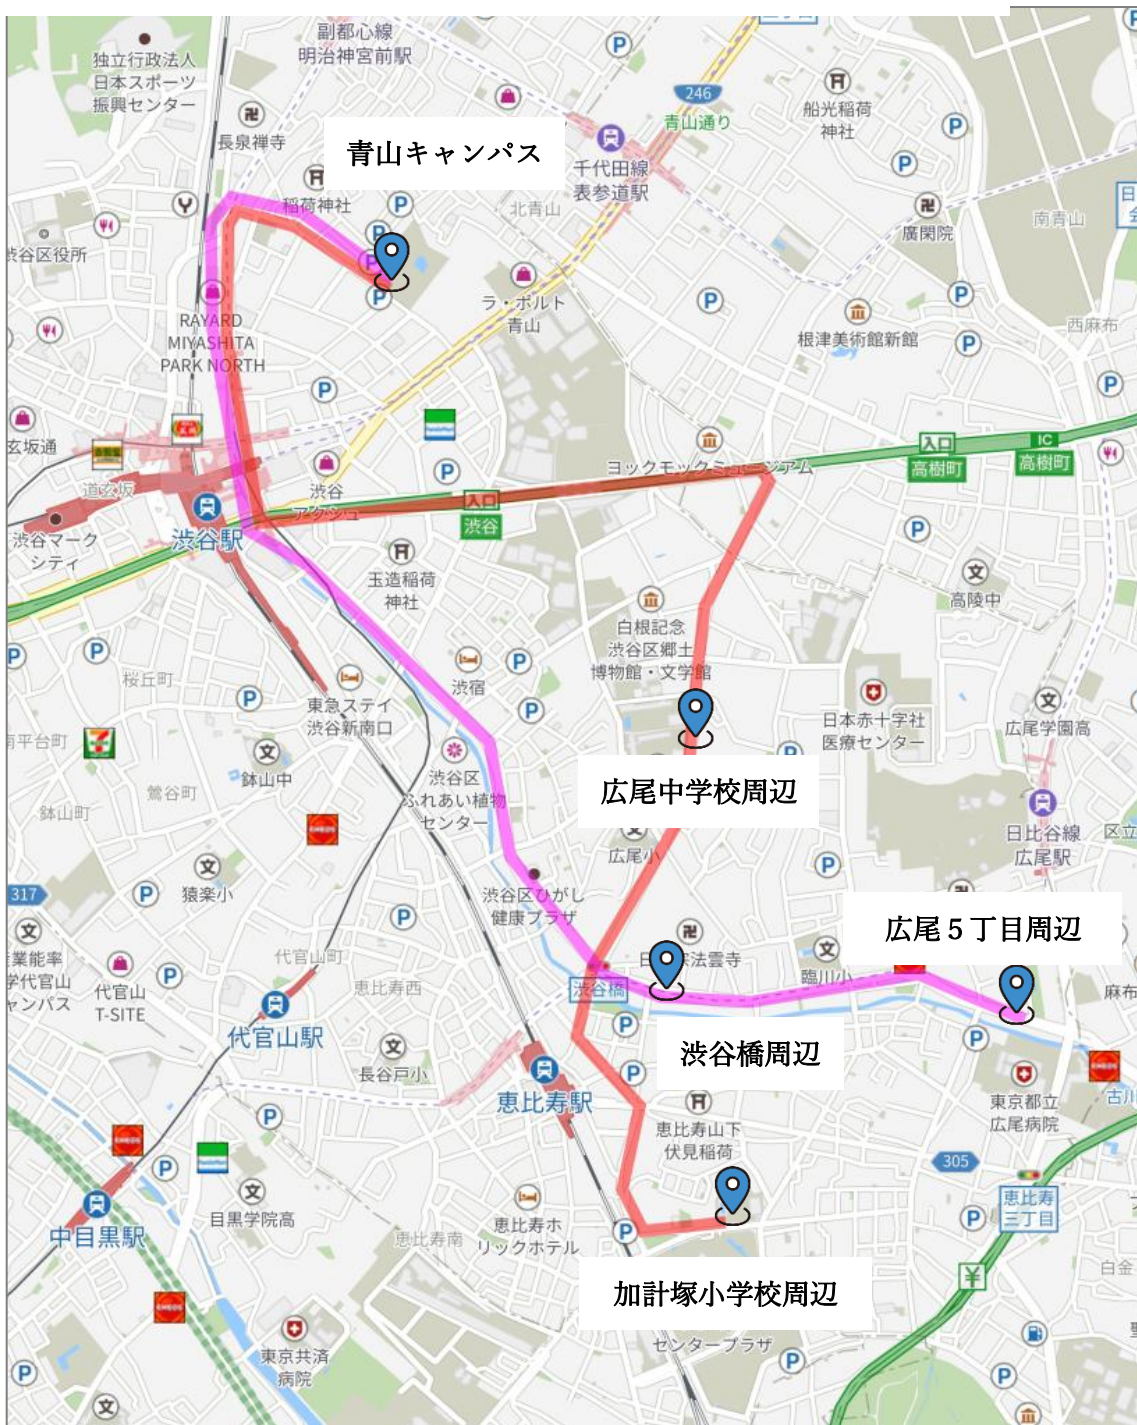 副都心線
明治神宮前駅
独立行政法人
日本スポーツ
振興センター
長泉禅寺
246
青山通り
船光稲荷
神社
青山キャンパス
千代田線
表参道駅
稲荷神社
北青山
廣閑院
南青山
渋谷区役所
ラ・ポルト
青山
根津美術館新館
西麻布
RAYARD
MIYASHITA
PARK NORTH
玄坂通
道玄坂
渋谷
アクシュ
ヨックモックミュージアム
入口
高樹町
IC
高樹町
入口
渋谷
渋谷駅
渋谷マーク
シティ
玉造稲荷
神社
高陵中
白根記念
渋谷区郷土
博物館・文学館
桜丘町
渋宿
東急ステイ
渋谷新南口
日本赤十字社
医療センター
広尾学園高
南平台町
鉢山中
渋谷区
ふれあい植物
センター
鶯谷町
鉢山町
広尾中学校周辺
日比谷線
広尾駅
区立
広尾小
317
猿楽小
渋谷区ひがし
健康プラザ
広尾５丁目周辺
代官山町
恵比寿西
代官山
T-SITE
法雲寺
臨川小
麻布
渋谷橋
代官山駅
渋谷橋周辺
長谷戸小
恵比寿駅
東京都立
広尾病院
古川
恵比寿山下
伏見稲荷
305
恵比寿
三丁目
目黒学院高
中目黒駅
恵比寿南
恵比寿ホ
リックホテル
白金
加計塚小学校周辺
センタープラザ
東京共済
病院